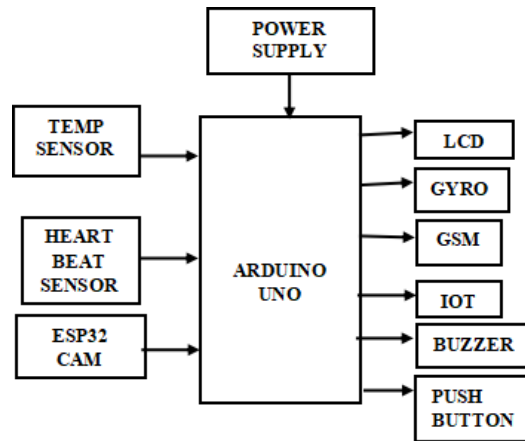 POWER
SUPPLY
TEMP
SENSOR
HEART
BEAT
SENSOR
ESP32
CAM
ARDUINO
UNO
LCD
GYRO
GSM
IOT
BUZZER
PUSH
BUTTON